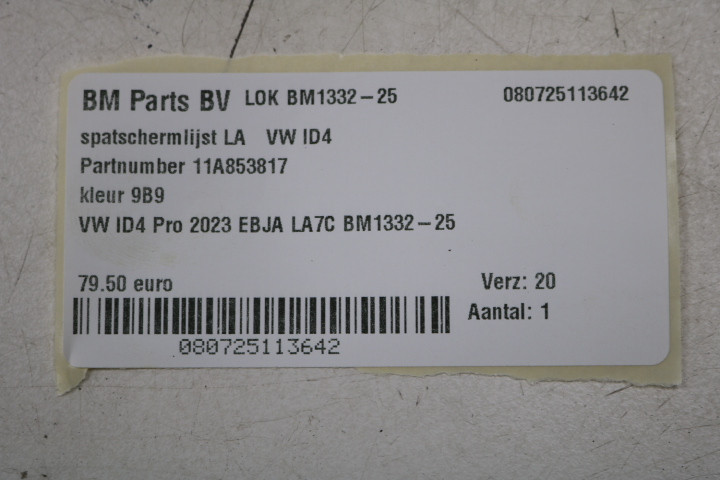 BM Parts BV LOK BM1332-25 080725113642
spatschermlijst LA VW ID4
Partnumber 11A853817
kleur 9B9
VW ID4 Pro 2023 EBJA LA7C BM1332-25
79.50 euro Verz: 20
Aantal: 1
080725113642